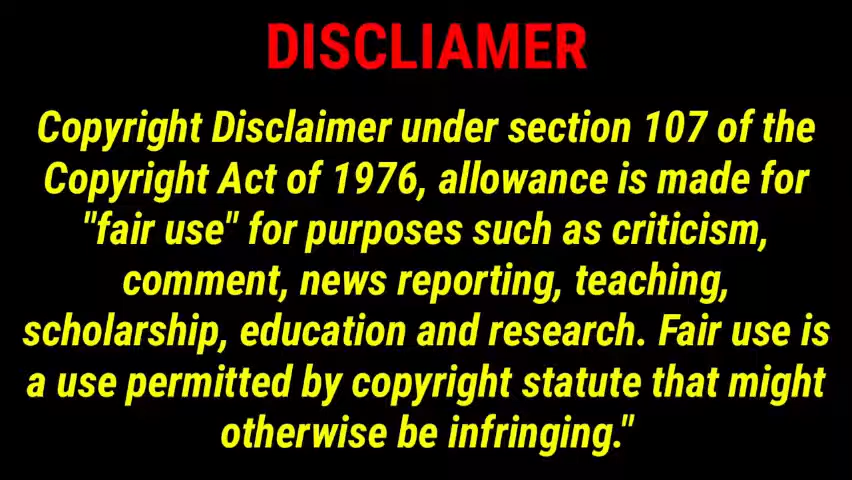 DISCLIAMER
Copyright Disclaimer under section 107 of the
Copyright Act of 1976, allowance is made for
"fair use" for purposes such as criticism,
comment, news reporting, teaching,
scholarship, education and research. Fair use is
a use permitted by copyright statute that might
otherwise be infringing."